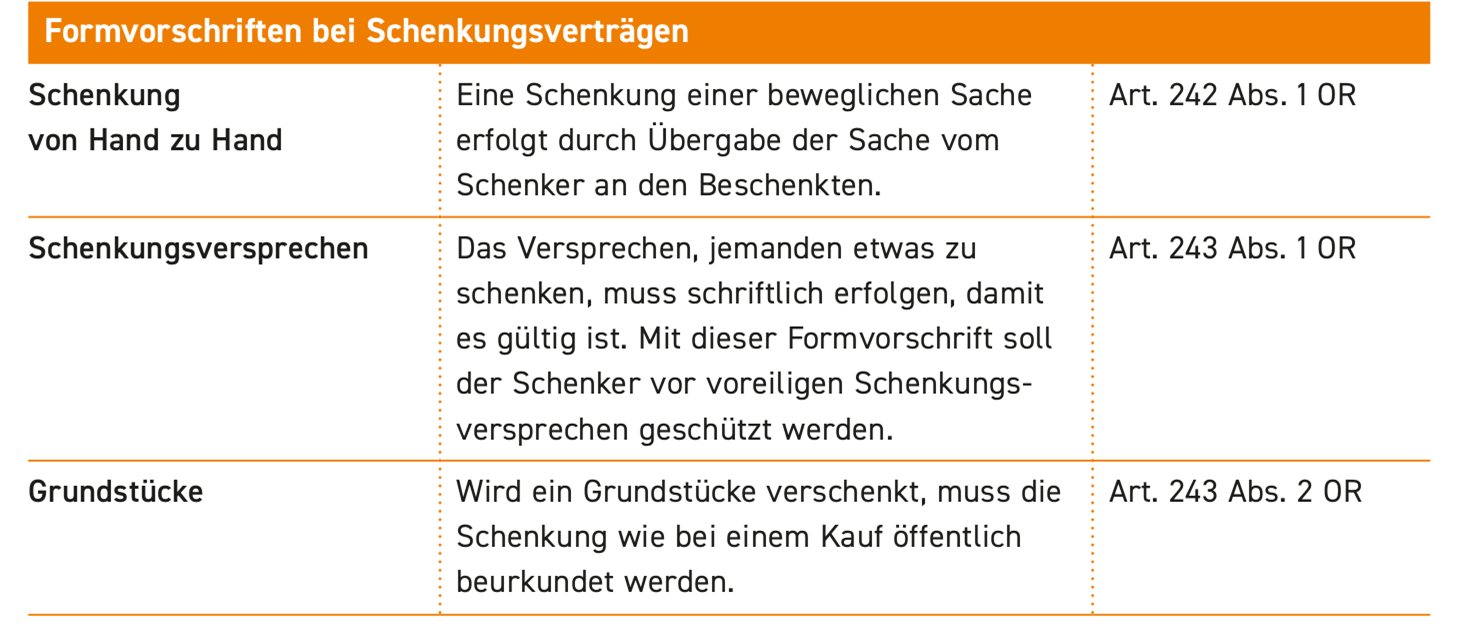 Formvorschriften bei Schenkungsverträgen
Schenkung
von Hand zu Hand
Eine Schenkung einer beweglichen Sache
erfolgt durch Übergabe der Sache vom
Schenker an den Beschenkten.
Art. 242 Abs. 1 OR
Schenkungsversprechen
Das Versprechen, jemanden etwas zu
schenken, muss schriftlich erfolgen, damit
es gültig ist. Mit dieser Formvorschrift soll
der Schenker vor voreiligen Schenkungs-
versprechen geschützt werden.
Art. 243 Abs. 1 OR
Grundstücke
Wird ein Grundstücke verschenkt, muss die
Schenkung wie bei einem Kauf öffentlich
beurkundet werden.
Art. 243 Abs. 2 OR